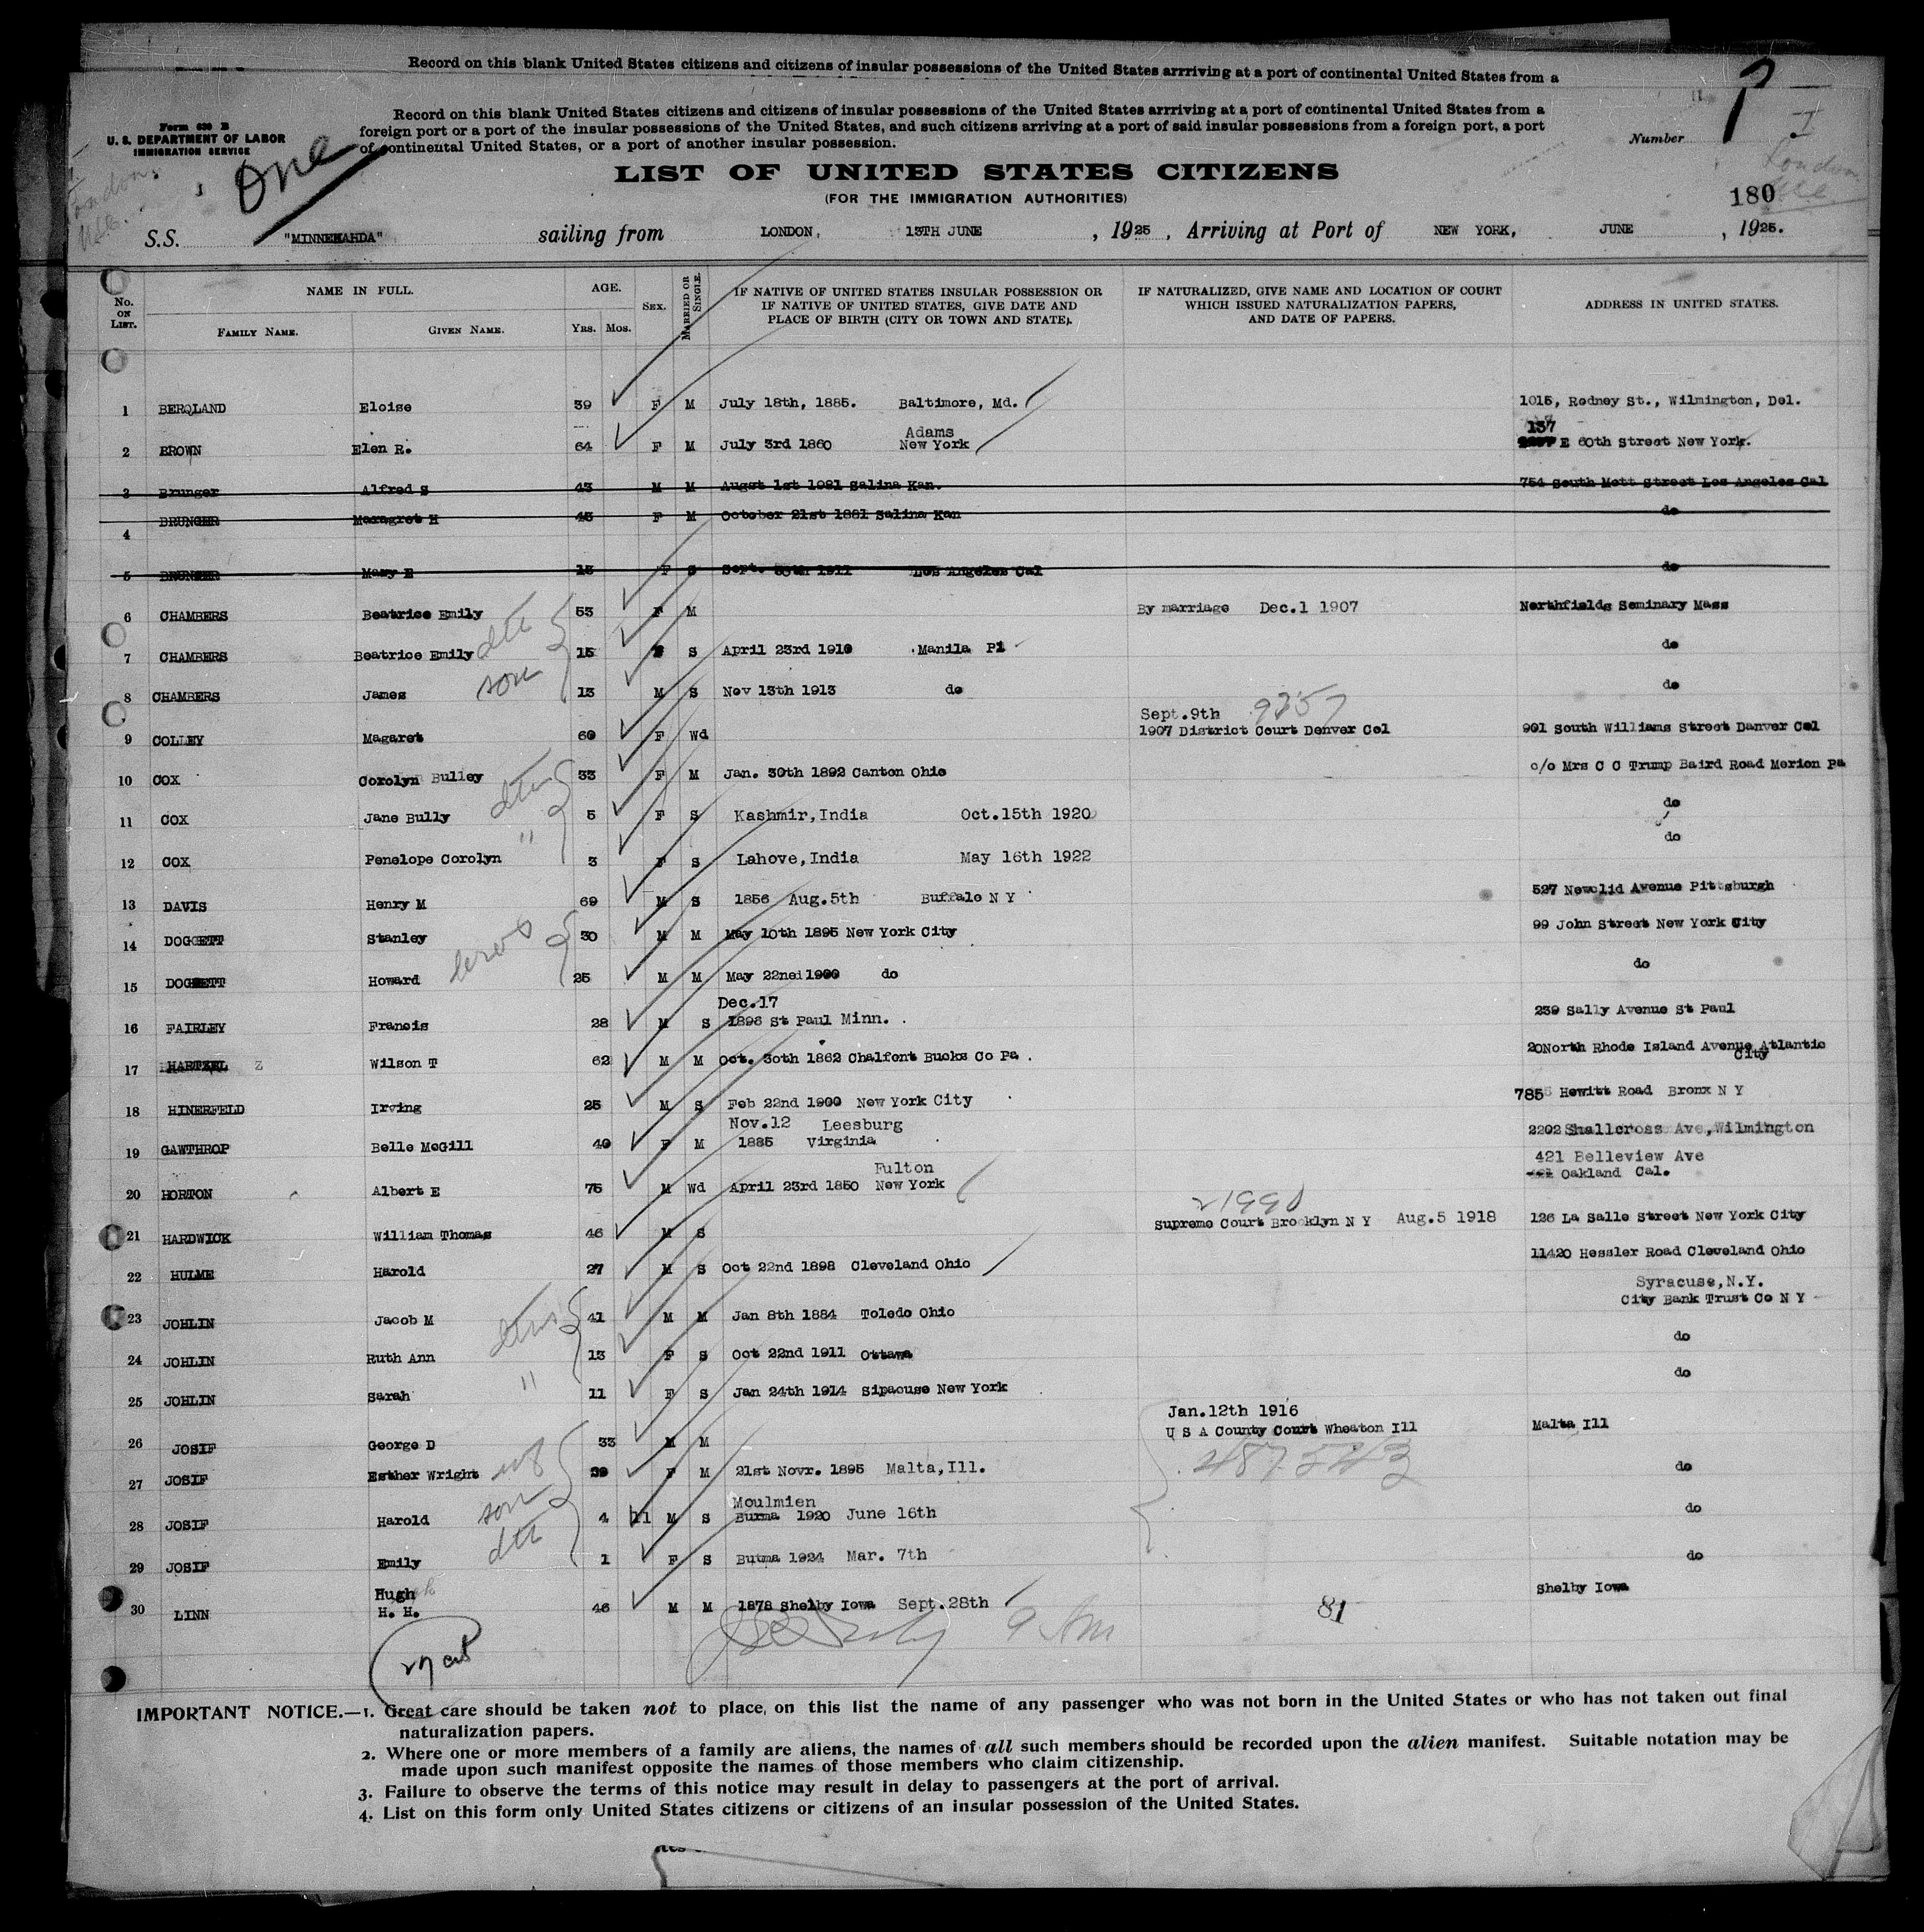 Record on this blank United States citizens and citizens of insular possessions of the United States arrriving at a port of continental United States from a
Record on this blank United States citizens and citizens of insular possessions of the United States arrriving at a port of continental United States from a
foreign port or a port of the insular possessions of the United States, and such citizens arriving at a port of said insular possessions from a foreign port, a port
of continental United States, or a port of another insular possession.
Form 630 B
U. S. DEPARTMENT OF LABOR
IMMIGRATION SERVICE
One
Number
LIST OF UNITED STATES CITIZENS
(FOR THE IMMIGRATION AUTHORITIES)
180
S.S. "MINNEKAHDA" sailing from LONDON, 13TH JUNE , 1925 , Arriving at Port of NEW YORK, JUNE , 1925.
No. ON LIST.
NAME IN FULL.
FAMILY NAME.
GIVEN NAME.
AGE.
YRS. MOS.
SEX.
MARRIED OR SINGLE.
IF NATIVE OF UNITED STATES INSULAR POSSESSION OR
IF NATIVE OF UNITED STATES, GIVE DATE AND
PLACE OF BIRTH (CITY OR TOWN AND STATE).
IF NATURALIZED, GIVE NAME AND LOCATION OF COURT
WHICH ISSUED NATURALIZATION PAPERS,
AND DATE OF PAPERS.
ADDRESS IN UNITED STATES.
1 BERQLAND Eloise 39 F M July 18th, 1885. Baltimore, Md. 1015, Rodney St., Wilmington, Del.
2 BROWN Elen R. 64 F M July 3rd 1860 Adams New York 137 E 60th Street New York.
3 Brunger Alfred S 43 M M Augst 1st 1881 Salina Kan. 754 South Mott Street Los Angeles Cal
4 BRUNGER Maragret H 43 F M October 21st 1881 Salina Kan do
5 BRUNGER Mary E 13 F S Sept. 1911 Los Angeles Cal do
6 CHAMBERS Beatrice Emily 53 F M By marriage Dec.1 1907 Northfields Seminary Mass
7 CHAMBERS Beatrice Emily dtr 15 S April 23rd 1910 Manila Pi do
8 CHAMBERS James son 13 M S Nov 13th 1913 do do
9 COLLEY Magaret 60 F Wd Sept.9th 1907 District Court Denver Col 901 South Williams Street Danver Col
10 COX Corolyn Bulley 33 F M Jan. 30th 1892 Canton Ohio c/o Mrs C C Trump Baird Road Merion Pa
11 COX Jane Bully 5 F S Kashmir, India Oct.15th 1920 do
12 COX Penelope Corolyn " 3 F S Lahove, India May 16th 1922 do
13 DAVIS Henry M 69 M S 1856 Aug.5th Buffalo N Y 527 Newclid Avenue Pittsburgh
14 DOGGETT Stanley 30 M M May 10th 1895 New York City 99 John Street New York City
15 DOGGETT Howard 25 M M May 22nd 1900 do do
16 FAIRLEY Francis 28 M S Dec.17 1896 St Paul Minn. 239 Sally Avenue St Paul
17 HARTZEL Z Wilson T 62 M M Oct. 30th 1862 Chalfont Bucks Co Pa. 20North Rhode Island Avenue Atlantic City
18 HINERFELD Irving 25 M S Feb 22nd 1900 New York City 785 Hewitt Road Bronx N Y
19 GAWTHROP Belle McGill 40 F M Nov.12 1885 Leesburg Virginia 2202 Shallcross Ave, Wilmington
20 HORTON Albert E 75 M Wd April 23rd 1850 Fulton New York 421 Belleview Ave Oakland Cal.
21990
21 HARDWICK William Thomas 46 M S Supreme Court Brooklyn N Y Aug.5 1918 126 La Salle Street New York City
22 HULME Harold 27 M S Oct 22nd 1898 Cleveland Ohio 11420 Hessler Road Cleveland Ohio
23 JOHLIN Jacob M 41 M M Jan 8th 1884 Toledo Ohio Syracuse, N.Y. City Bank Trust Co N Y
24 JOHLIN Ruth Ann 13 F S Oct 22nd 1911 Ottawa do
25 JOHLIN Sarah " 11 F S Jan 24th 1914 Sipacuse New York do
26 JOSIF George D 33 M M Jan.12th 1916 U S A County Court Wheaton Ill Malta Ill
27 JOSIF Esther Wright wf F M 21st Novr. 1895 Malta, Ill. do
28 JOSIF Harold son 4 11 M S Moulmien Burma 1920 June 16th do
29 JOSIF Emily dtr 1 F S Butma 1924 Mar. 7th do
30 LINN Hugh H. H. 46 M M 1878 Shelby Iowa Sept.28th Shelby Iowa
81
IMPORTANT NOTICE.—1. Great care should be taken not to place, on this list the name of any passenger who was not born in the United States or who has not taken out final
naturalization papers.
2. Where one or more members of a family are aliens, the names of all such members should be recorded upon the alien manifest. Suitable notation may be
made upon such manifest opposite the names of those members who claim citizenship.
3. Failure to observe the terms of this notice may result in delay to passengers at the port of arrival.
4. List on this form only United States citizens or citizens of an insular possession of the United States.